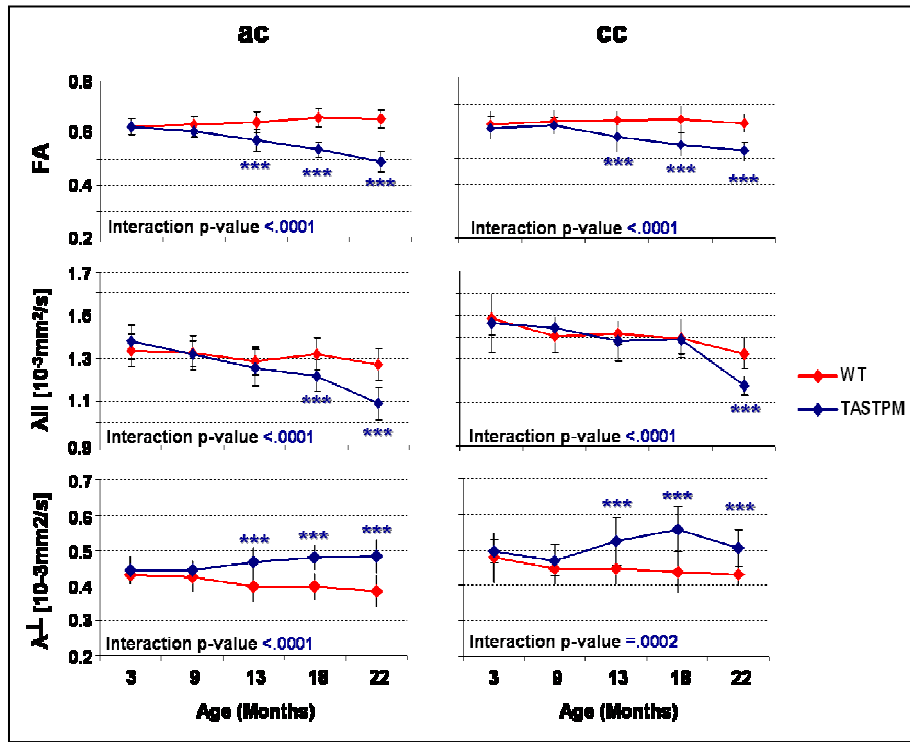 ac
cc
FA
0.8
0.6
0.4
0.2
***
***
***
Interaction p-value <.0001
***
***
***
Interaction p-value <.0001
λll [10⁻³mm²/s]
1.7
1.5
1.3
1.1
0.9
***
***
Interaction p-value <.0001
***
Interaction p-value <.0001
WT
TASTPM
λ┴ [10-3mm2/s]
0.7
0.6
0.5
0.4
0.3
0.2
***
***
***
Interaction p-value <.0001
***
***
***
Interaction p-value =.0002
3 9 13 18 22
Age (Months)
3 9 13 18 22
Age (Months)